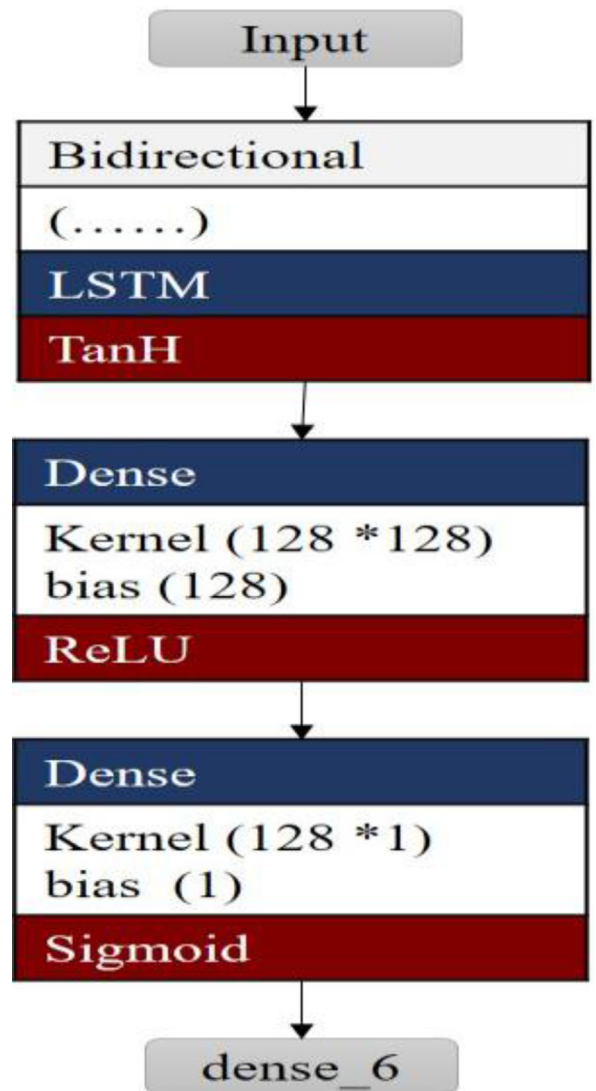 Input
Bidirectional
(......)
LSTM
TanH
Dense
Kernel (128 *128)
bias (128)
ReLU
Dense
Kernel (128 *1)
bias (1)
Sigmoid
dense_6